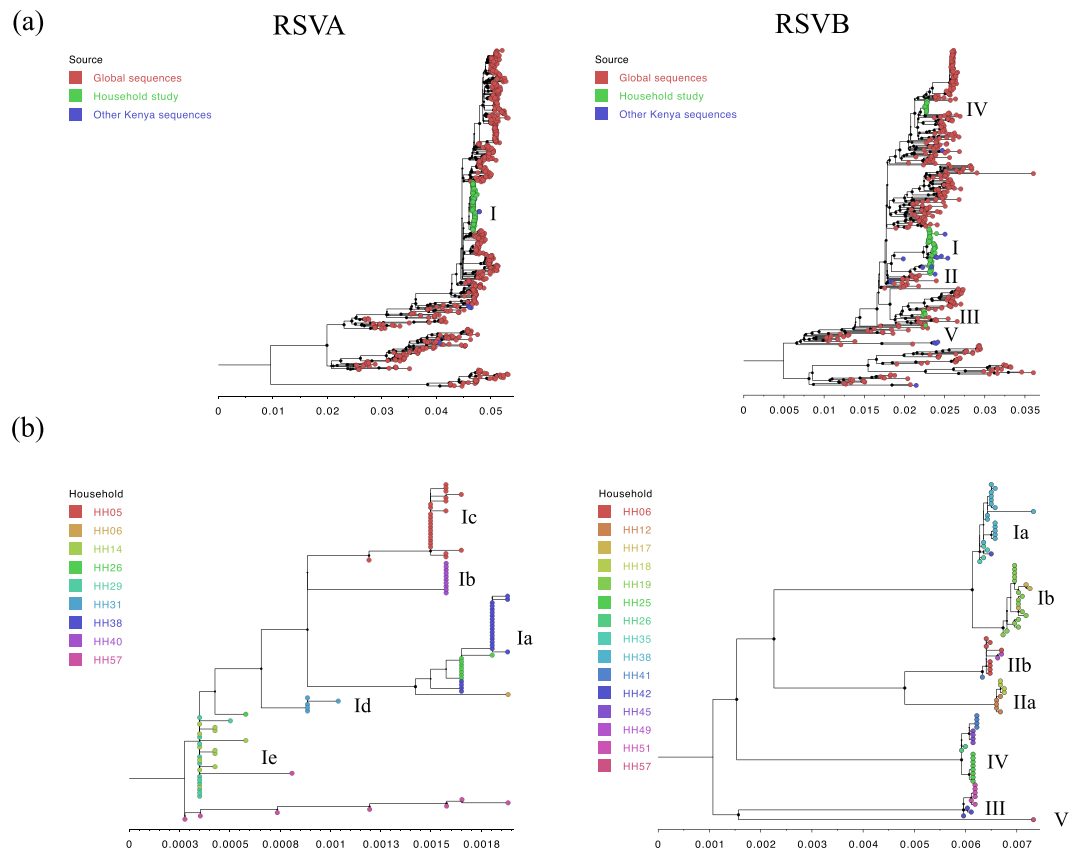 (a)
RSVA
RSVB
Source
Global sequences
Household study
Other Kenya sequences
I
0
0.01
0.02
0.03
0.04
0.05
Source
Global sequences
Household study
Other Kenya sequences
IV
I
II
III
V
0
0.005
0.01
0.015
0.02
0.025
0.03
0.035
(b)
Household
HH05
HH06
HH14
HH26
HH29
HH31
HH38
HH40
HH57
Ic
Ib
Ia
Id
Ie
0
0.0003
0.0005
0.0008
0.001
0.0013
0.0015
0.0018
Household
HH06
HH12
HH17
HH18
HH19
HH25
HH26
HH35
HH38
HH41
HH42
HH45
HH49
HH51
HH57
Ia
Ib
IIb
IIa
IV
III
V
0
0.001
0.002
0.003
0.004
0.005
0.006
0.007